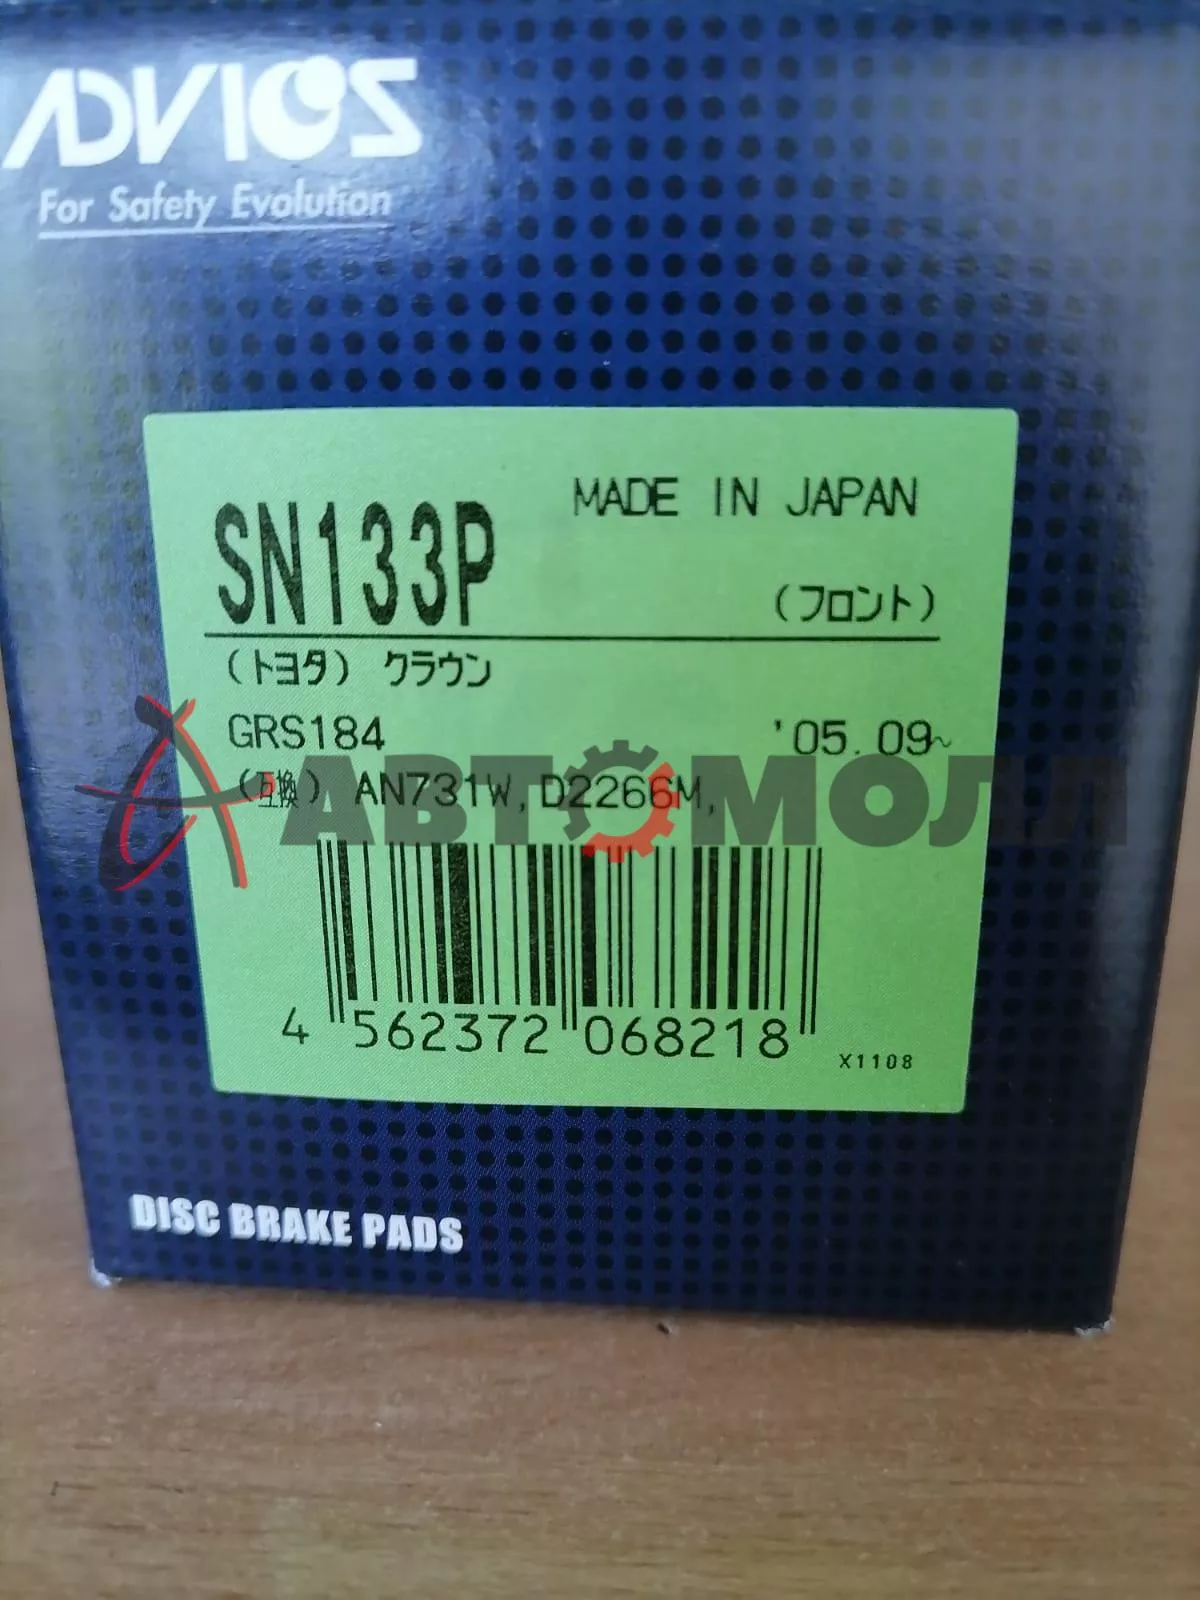 ADVICS
For Safety Evolution
MADE IN JAPAN
SN133P
(フロント)
(トヨタ) クラウン
GRS184 '05.09~
(互換) AN731W,D2266M,
АВТОМОЛЛ
4 562372 068218
X1108
DISC BRAKE PADS